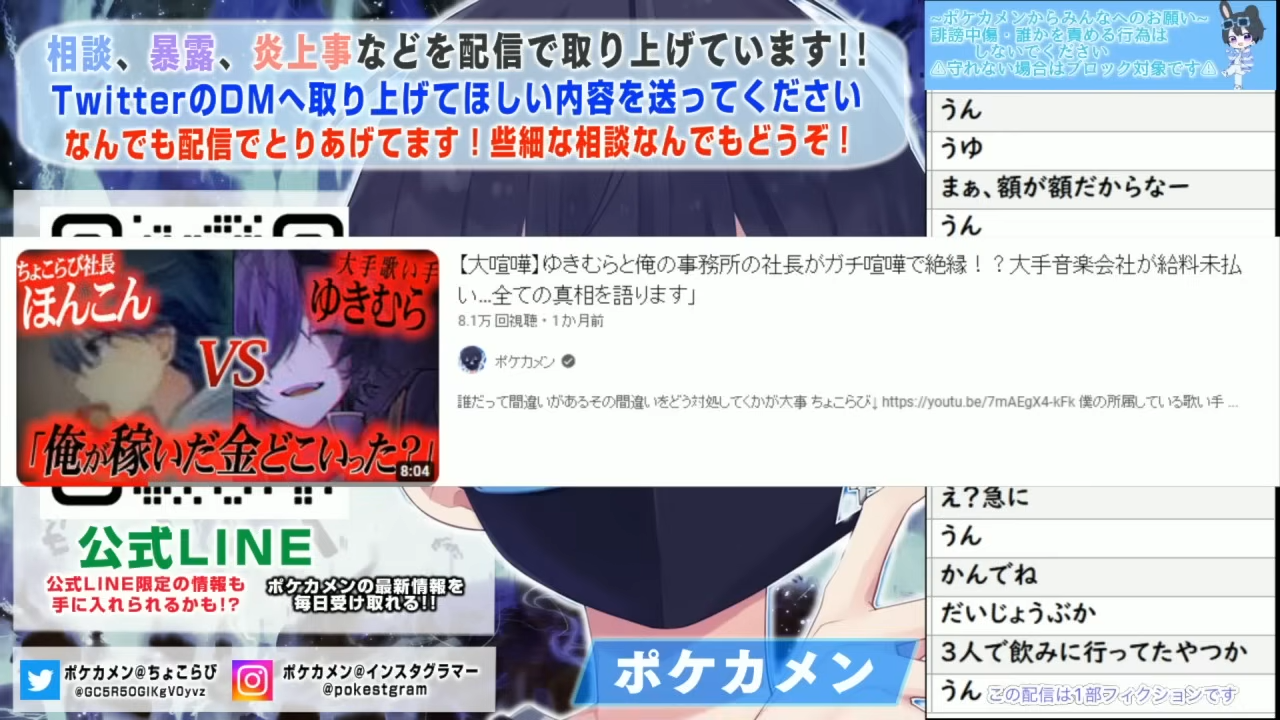 相談、暴露、炎上事などを配信で取り上げています!!
TwitterのDMへ取り上げてほしい内容を送ってください
なんでも配信でとりあげてます！些細な相談なんでもどうぞ！
~ポケカメンからみんなへのお願い~
誹謗中傷・誰かを責める行為は
しないでください
⚠守れない場合はブロック対象です⚠
うん
うゆ
まぁ、額が額だからなー
うん
ちょこらび社長
ほんこん
VS
大手歌い手
ゆきむら
「俺が稼いだ金どこいった?」
8:04
【大喧嘩】ゆきむらと俺の事務所の社長がガチ喧嘩で絶縁！？大手音楽会社が給料未払
い...全ての真相を語ります」
8.1万 回視聴・1 か月前
ポケカメン
誰だって間違いがあるその間違いをどう対処してくかが大事 ちょこらび↓ https://youtu.be/7mAEgX4-kFk 僕の所属している歌い手 ...
え?急に
うん
かんでね
だいじょうぶか
3人で飲みに行ってたやつか
うん
この配信は1部フィクションです
公式LINE
公式LINE限定の情報も
手に入れられるかも!?
ポケカメンの最新情報を
毎日受け取れる!!
ポケカメン@ちょこらび
@GC5R5OGIKgVOyvz
ポケカメン@インスタグラマー
@pokestgram
ポケカメン